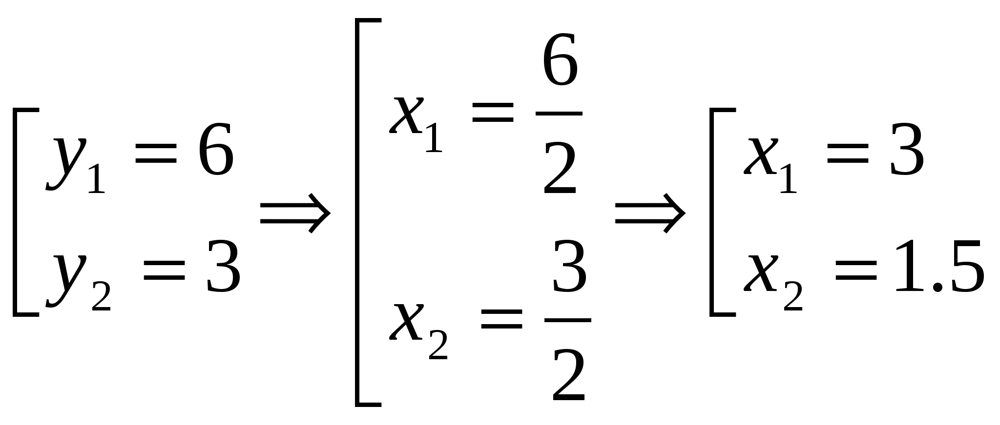 [y₁ = 6 ⇒ [x₁ = 6/2 ⇒ [x₁ = 3
y₂ = 3 x₂ = 3/2 x₂ = 1.5